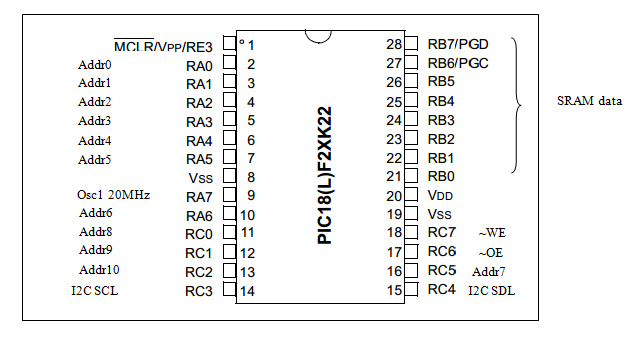 MCLR/VPP/RE3 1 28 RB7/PGD
Addr0 RA0 2 27 RB6/PGC
Addr1 RA1 3 26 RB5
Addr2 RA2 4 25 RB4 SRAM data
Addr3 RA3 5 24 RB3
Addr4 RA4 6 23 RB2
Addr5 RA5 7 22 RB1
VSS 8 21 RB0
Osc1 20MHz RA7 9 20 VDD
Addr6 RA6 10 19 VSS
Addr8 RC0 11 18 RC7 ~WE
Addr9 RC1 12 17 RC6 ~OE
Addr10 RC2 13 16 RC5 Addr7
I2C SCL RC3 14 15 RC4 I2C SDL
PIC18(L)F2XK22